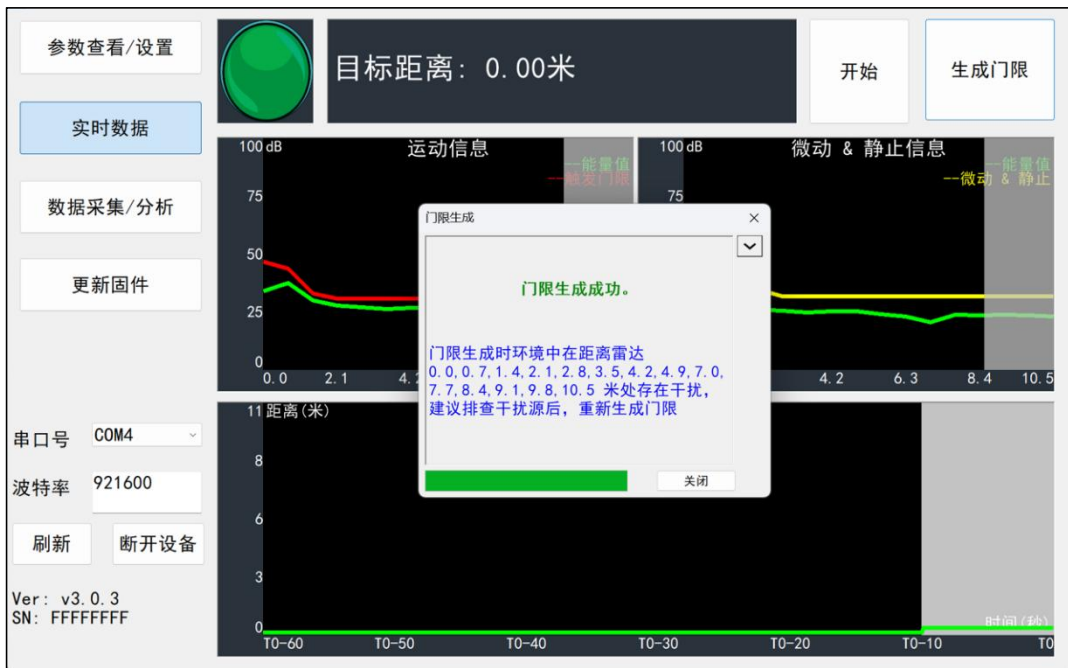 参数查看/设置
实时数据
数据采集/分析
更新固件
串口号 COM4
波特率 921600
刷新 断开设备
Ver: v3.0.3
SN: FFFFFFFF
目标距离: 0.00米
开始
生成门限
100 dB 运动信息
--能量值
--触发门限
75
50
25
0
0.0 2.1 4.
100 dB 微动 & 静止信息
--能量值
--微动 & 静止
75
4.2 6.3 8.4 10.5
门限生成
门限生成成功。
门限生成时环境中在距离雷达
0.0,0.7,1.4,2.1,2.8,3.5,4.2,4.9,7.0,
7.7,8.4,9.1,9.8,10.5 米处存在干扰，
建议排查干扰源后，重新生成门限
关闭
11 距离(米)
8
6
3
0
时间(秒)
T0-60 T0-50 T0-40 T0-30 T0-20 T0-10 T0